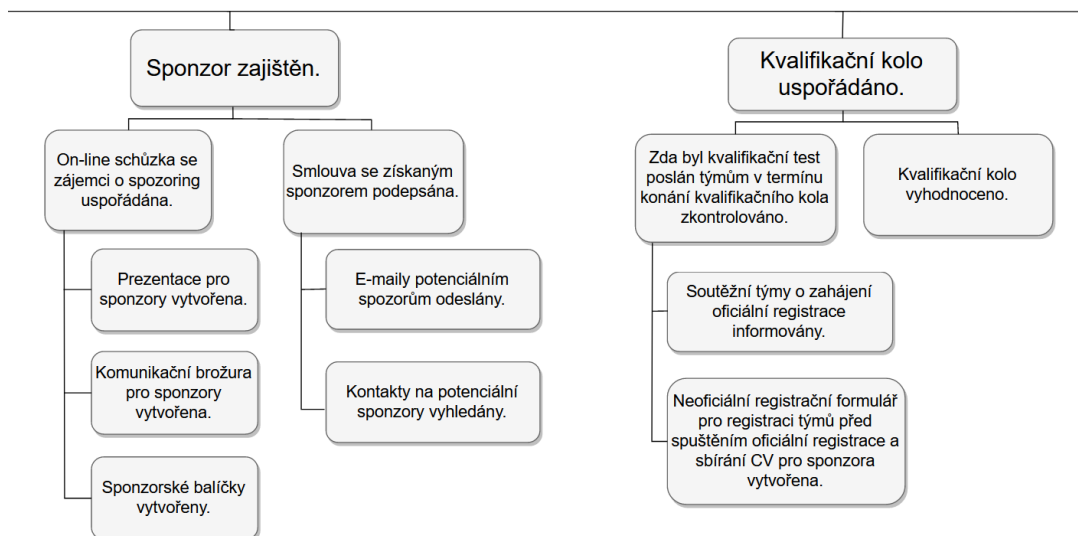 Sponzor zajištěn.
Kvalifikační kolo
uspořádáno.
On-line schůzka se
zájemci o spozoring
uspořádána.
Smlouva se získaným
sponzorem podepsána.
Zda byl kvalifikační test
poslán týmům v termínu
konání kvalifikačního kola
zkontrolováno.
Kvalifikační kolo
vyhodnoceno.
Prezentace pro
sponzory vytvořena.
E-maily potenciálním
spozorům odeslány.
Soutěžní týmy o zahájení
oficiální registrace
informovány.
Komunikační brožura
pro sponzory
vytvořena.
Kontakty na potenciální
sponzory vyhledány.
Neoficiální registrační formulář
pro registraci týmů před
spuštěním oficiální registrace a
sbírání CV pro sponzora
vytvořena.
Sponzorské balíčky
vytvořeny.